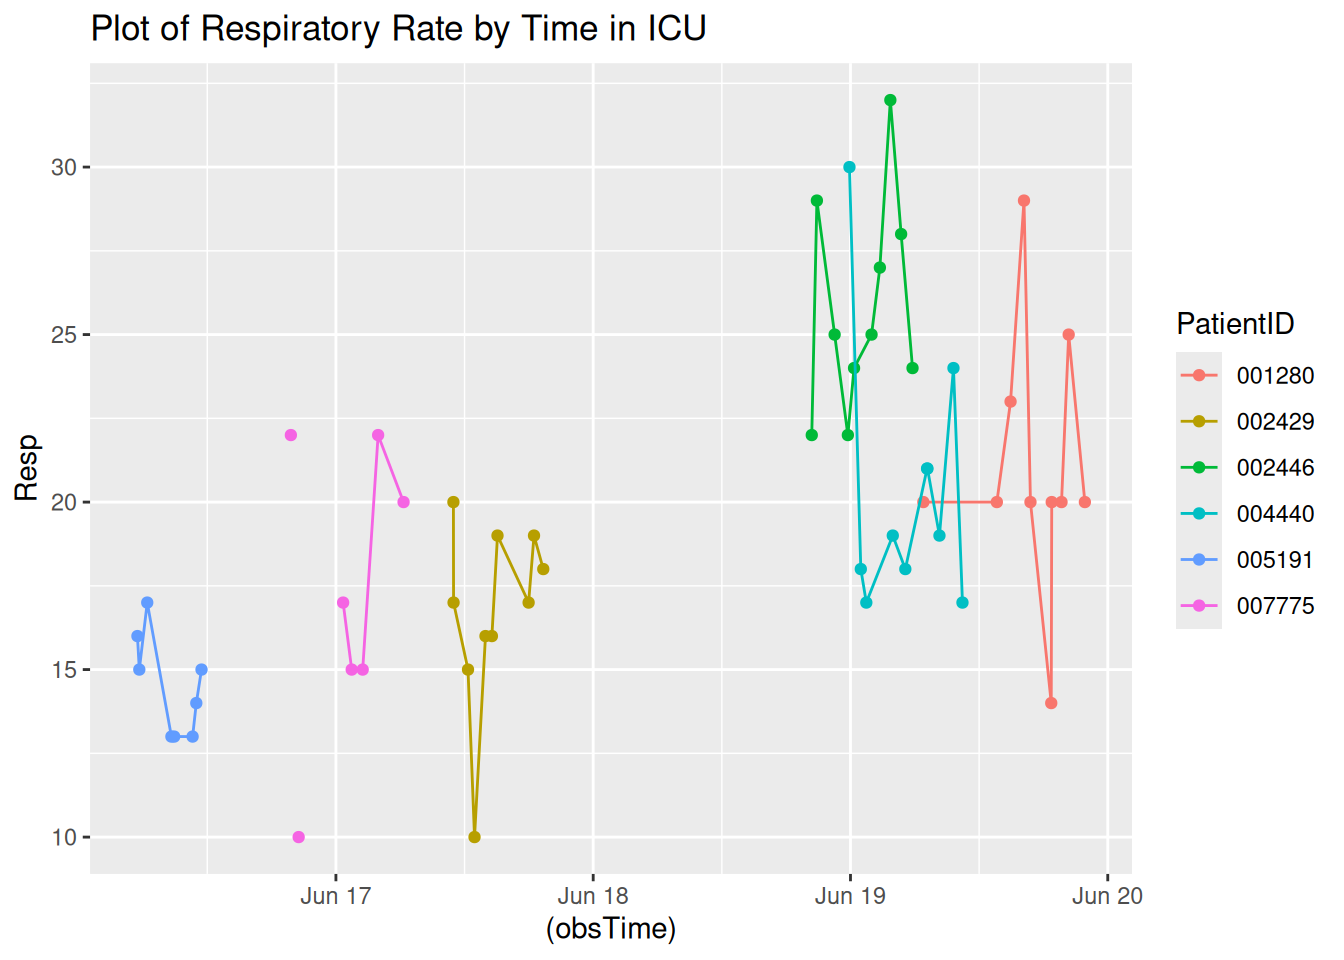 Plot of Respiratory Rate by Time in ICU
Resp
30
25
20
15
10
Jun 17
Jun 18
Jun 19
Jun 20
(obsTime)
PatientID
001280
002429
002446
004440
005191
007775